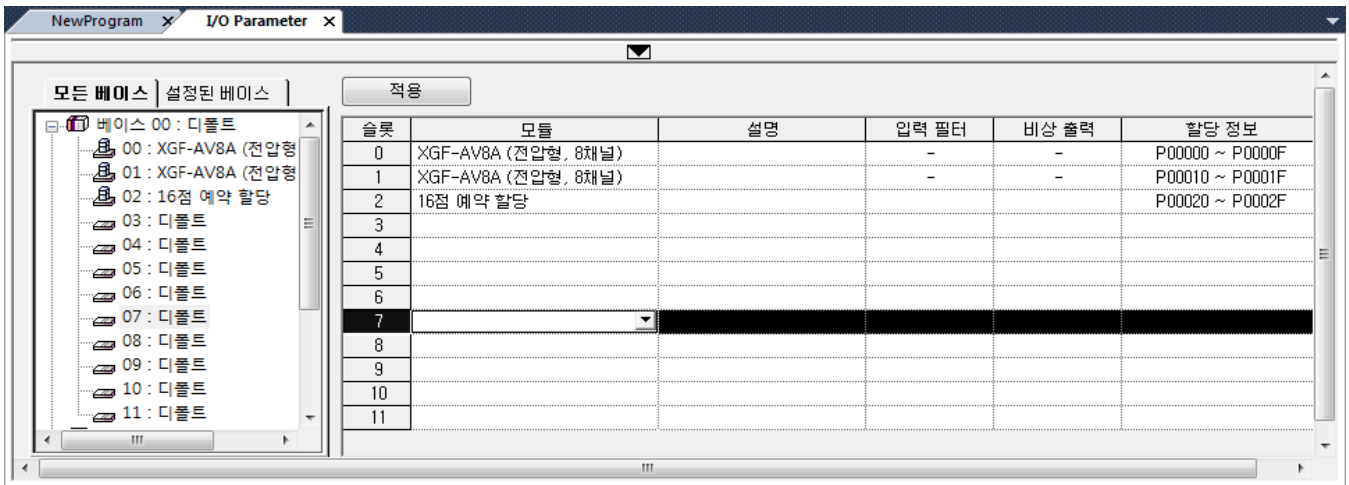 NewProgram I/O Parameter
모든 베이스 설정된 베이스 적용
베이스 00 : 디폴트
00 : XGF-AV8A (전압형
01 : XGF-AV8A (전압형
02 : 16점 예약 할당
03 : 디폴트
04 : 디폴트
05 : 디폴트
06 : 디폴트
07 : 디폴트
08 : 디폴트
09 : 디폴트
10 : 디폴트
11 : 디폴트
슬롯 모듈 설명 입력 필터 비상 출력 할당 정보
0 XGF-AV8A (전압형, 8채널) - - P00000 ~ P0000F
1 XGF-AV8A (전압형, 8채널) - - P00010 ~ P0001F
2 16점 예약 할당 P00020 ~ P0002F
3
4
5
6
7
8
9
10
11